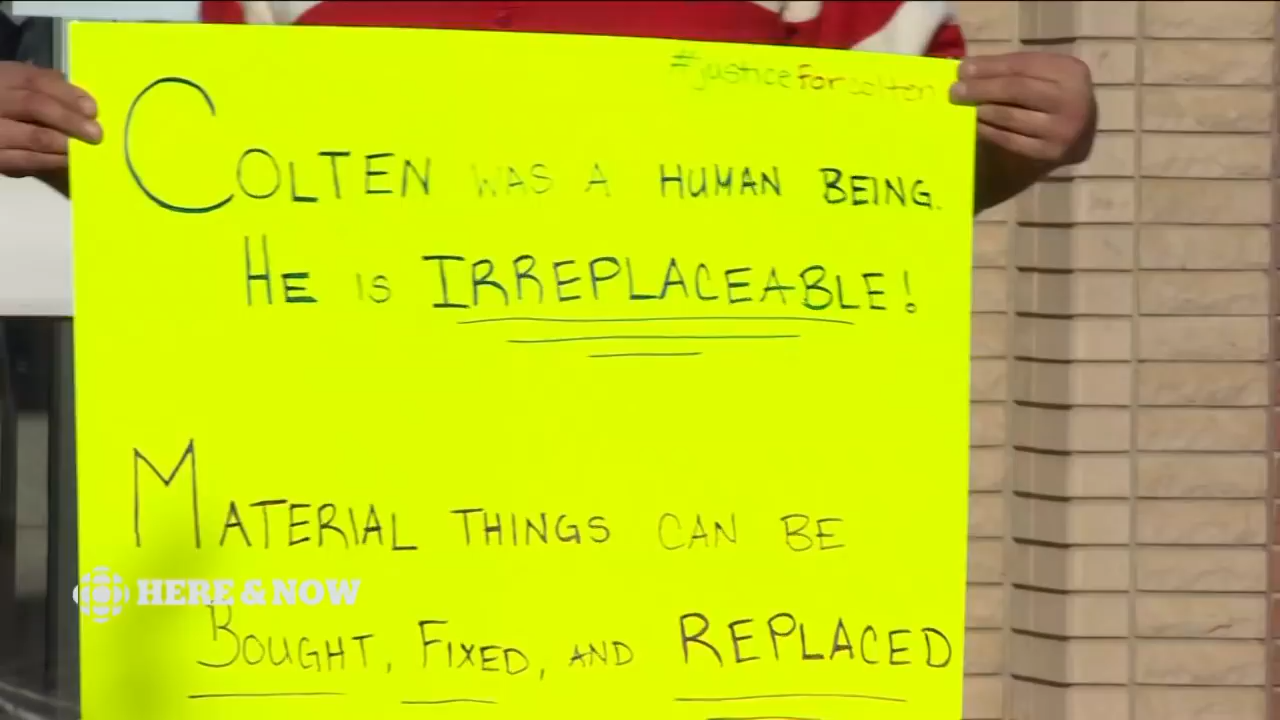 #justiceForcolten
COLTEN WAS A HUMAN BEING.
HE IS IRREPLACEABLE!
MATERIAL THINGS CAN BE
HERE & NOW
BOUGHT, FIXED, AND REPLACED